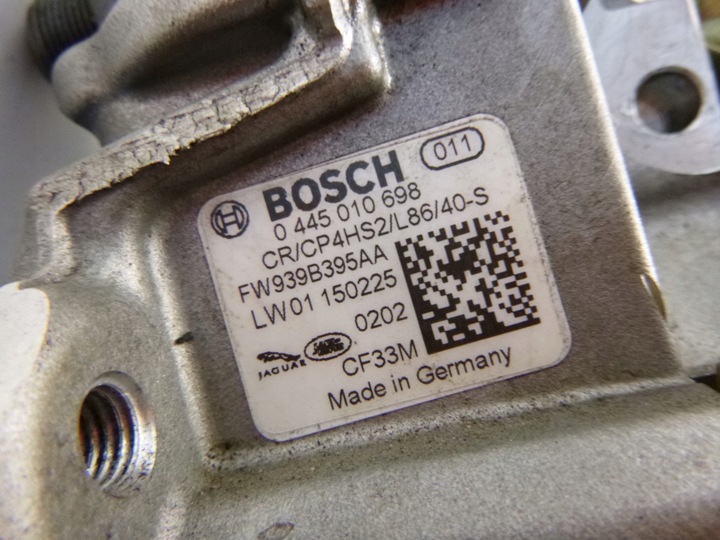 BOSCH 011
0 445 010 698
CR/CP4HS2/L86/40-S
FW939B395AA
LW01 150225
0202
JAGUAR
CF33M
Made in Germany